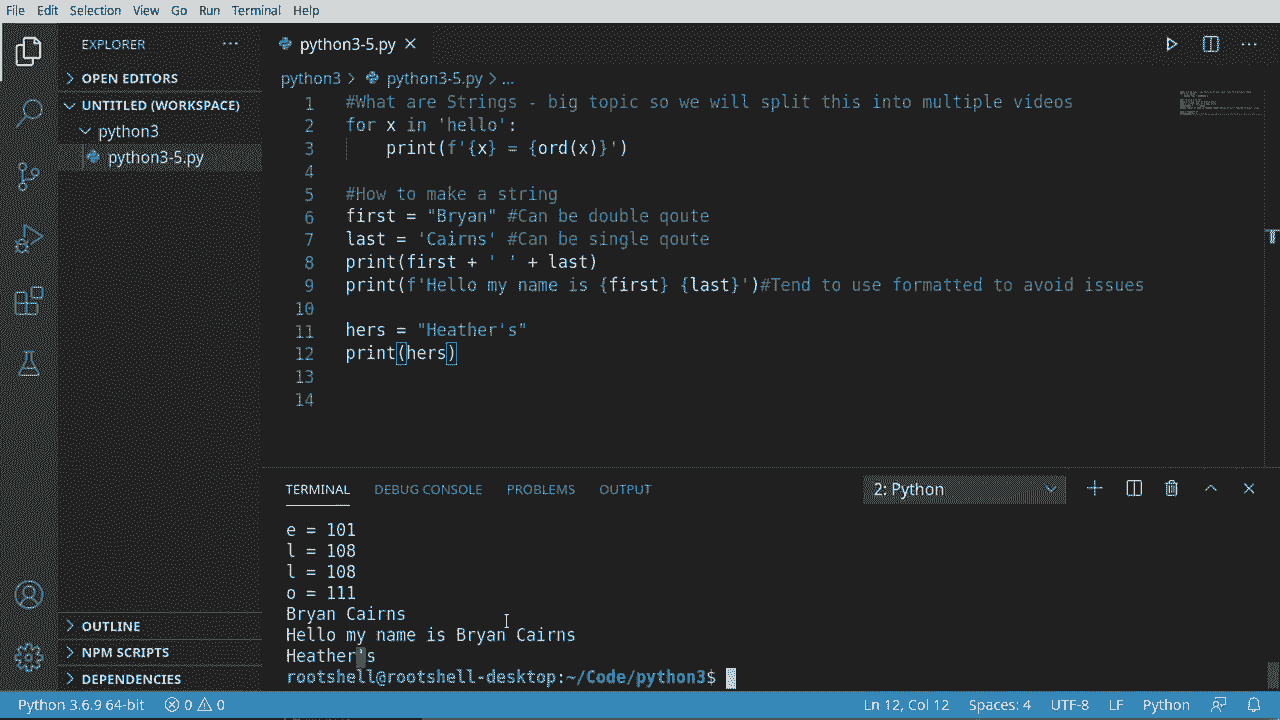 File Edit Selection View Go Run Terminal Help
EXPLORER
OPEN EDITORS
UNTITLED (WORKSPACE)
python3
python3-5.py
OUTLINE
NPM SCRIPTS
DEPENDENCIES
python3-5.py
python3 > python3-5.py > ...
1 #What are Strings - big topic so we will split this into multiple videos
2 for x in 'hello':
3     print(f'{x} = {ord(x)}')
4
5 #How to make a string
6 first = "Bryan" #Can be double qoute
7 last = 'Cairns' #Can be single qoute
8 print(first + ' ' + last)
9 print(f'Hello my name is {first} {last}')#Tend to use formatted to avoid issues
10
11 hers = "Heather's"
12 print(hers)
13
14
TERMINAL DEBUG CONSOLE PROBLEMS OUTPUT 2: Python
e = 101
l = 108
l = 108
o = 111
Bryan Cairns
Hello my name is Bryan Cairns
Heather's
rootshell@rootshell-desktop:~/Code/python3$
Python 3.6.9 64-bit 0 0 Ln 12, Col 12 Spaces: 4 UTF-8 LF Python